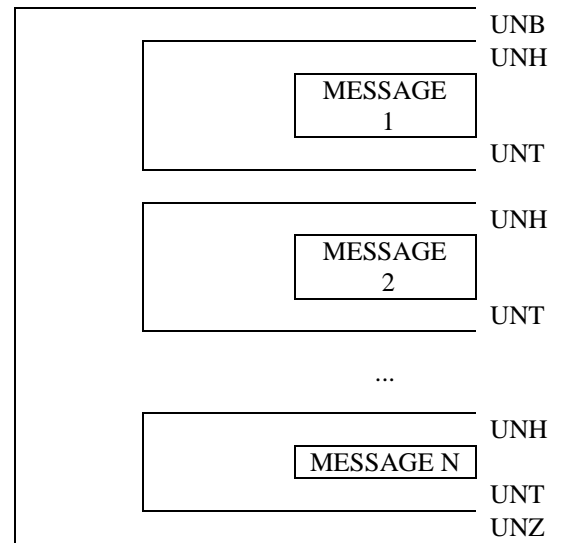 UNB
UNH
MESSAGE
1
UNT
UNH
MESSAGE
2
UNT
...
UNH
MESSAGE N
UNT
UNZ